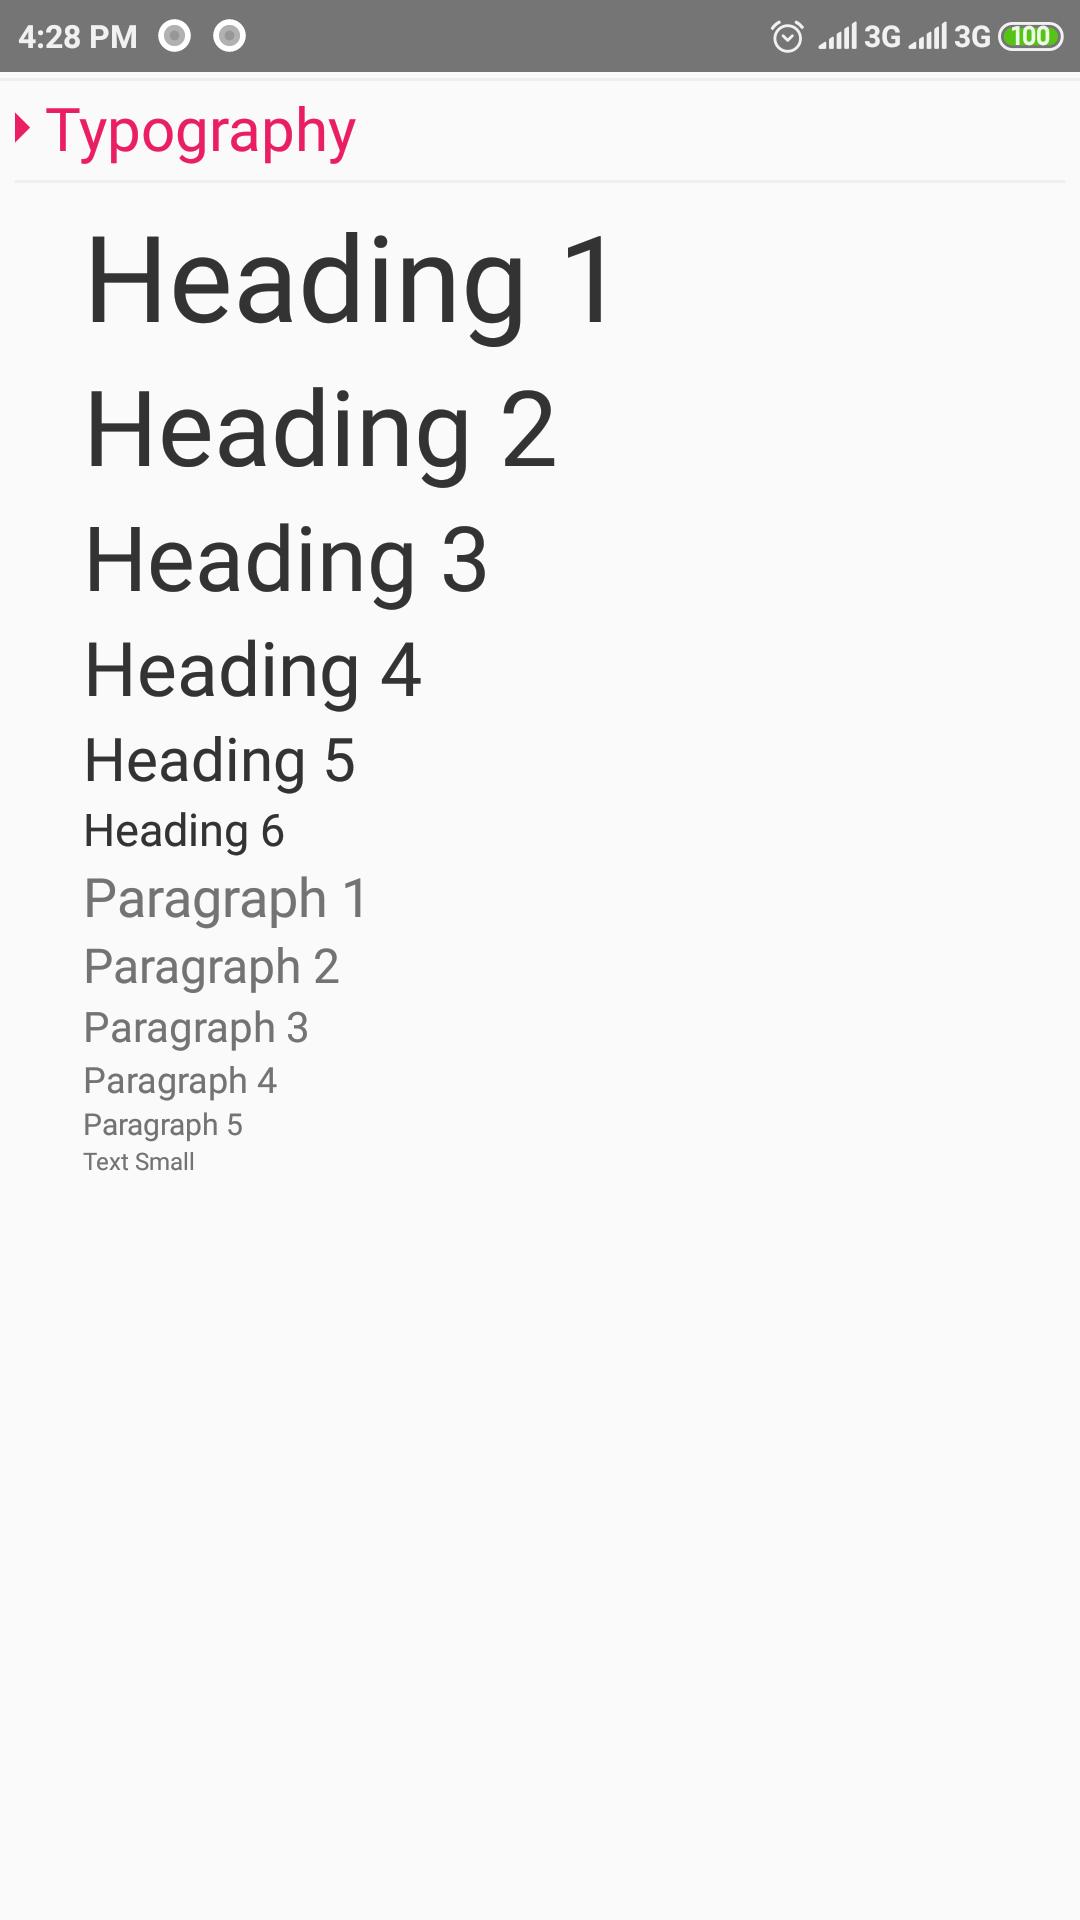 4:28 PM 3G 3G 100
Typography
Heading 1
Heading 2
Heading 3
Heading 4
Heading 5
Heading 6
Paragraph 1
Paragraph 2
Paragraph 3
Paragraph 4
Paragraph 5
Text Small